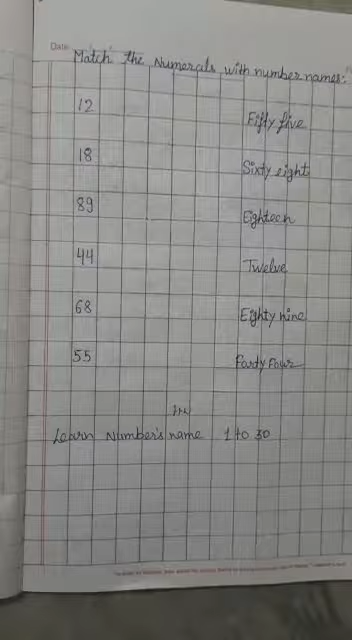 Date
Match the Numerals with number names:
12 Fifty five
18 Sixty eight
89 Eighteen
44 Twelve
68 Eighty nine
55 Forty Four
Learn Number's name 1 to 30